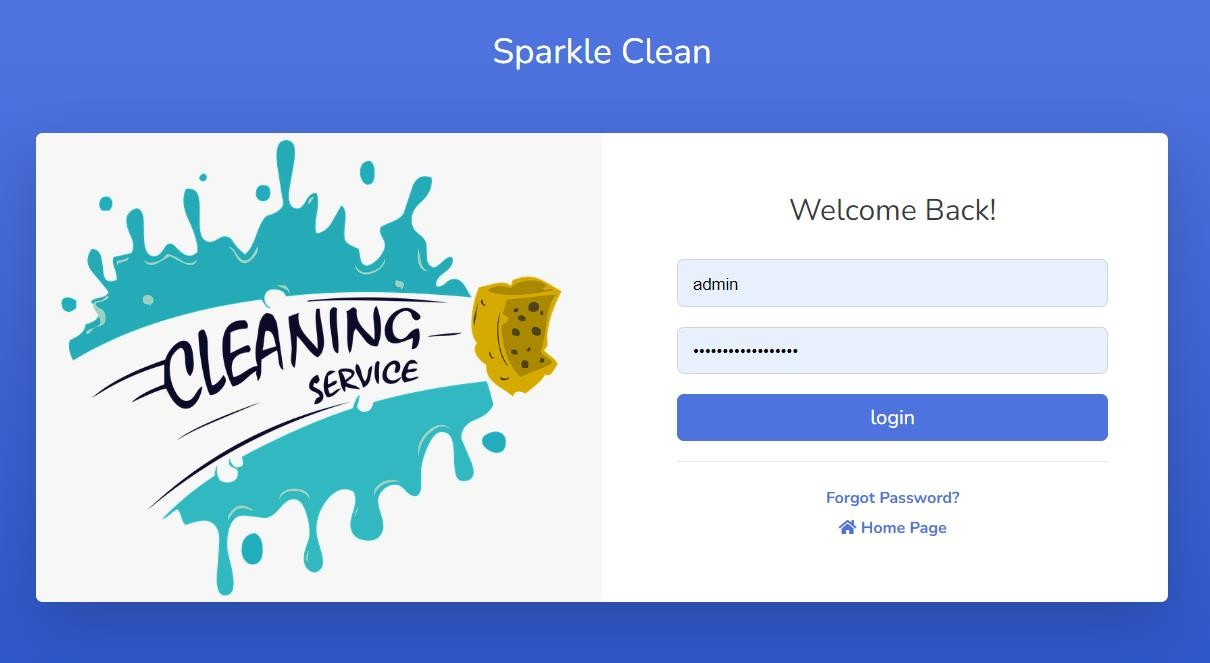 Sparkle Clean
CLEANING
SERVICE
Welcome Back!
admin
••••••••••••••••••
login
Forgot Password?
Home Page